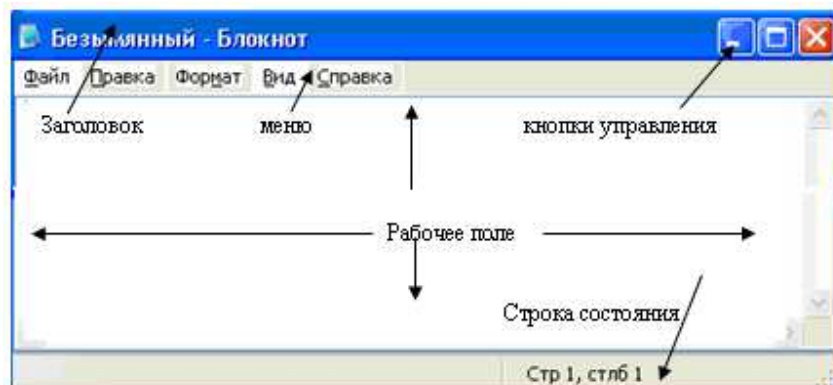 Безымянный - Блокнот
Файл Правка Формат Вид Справка
Заголовок меню кнопки управления
Рабочее поле
Строка состояния
Стр 1, стлб 1